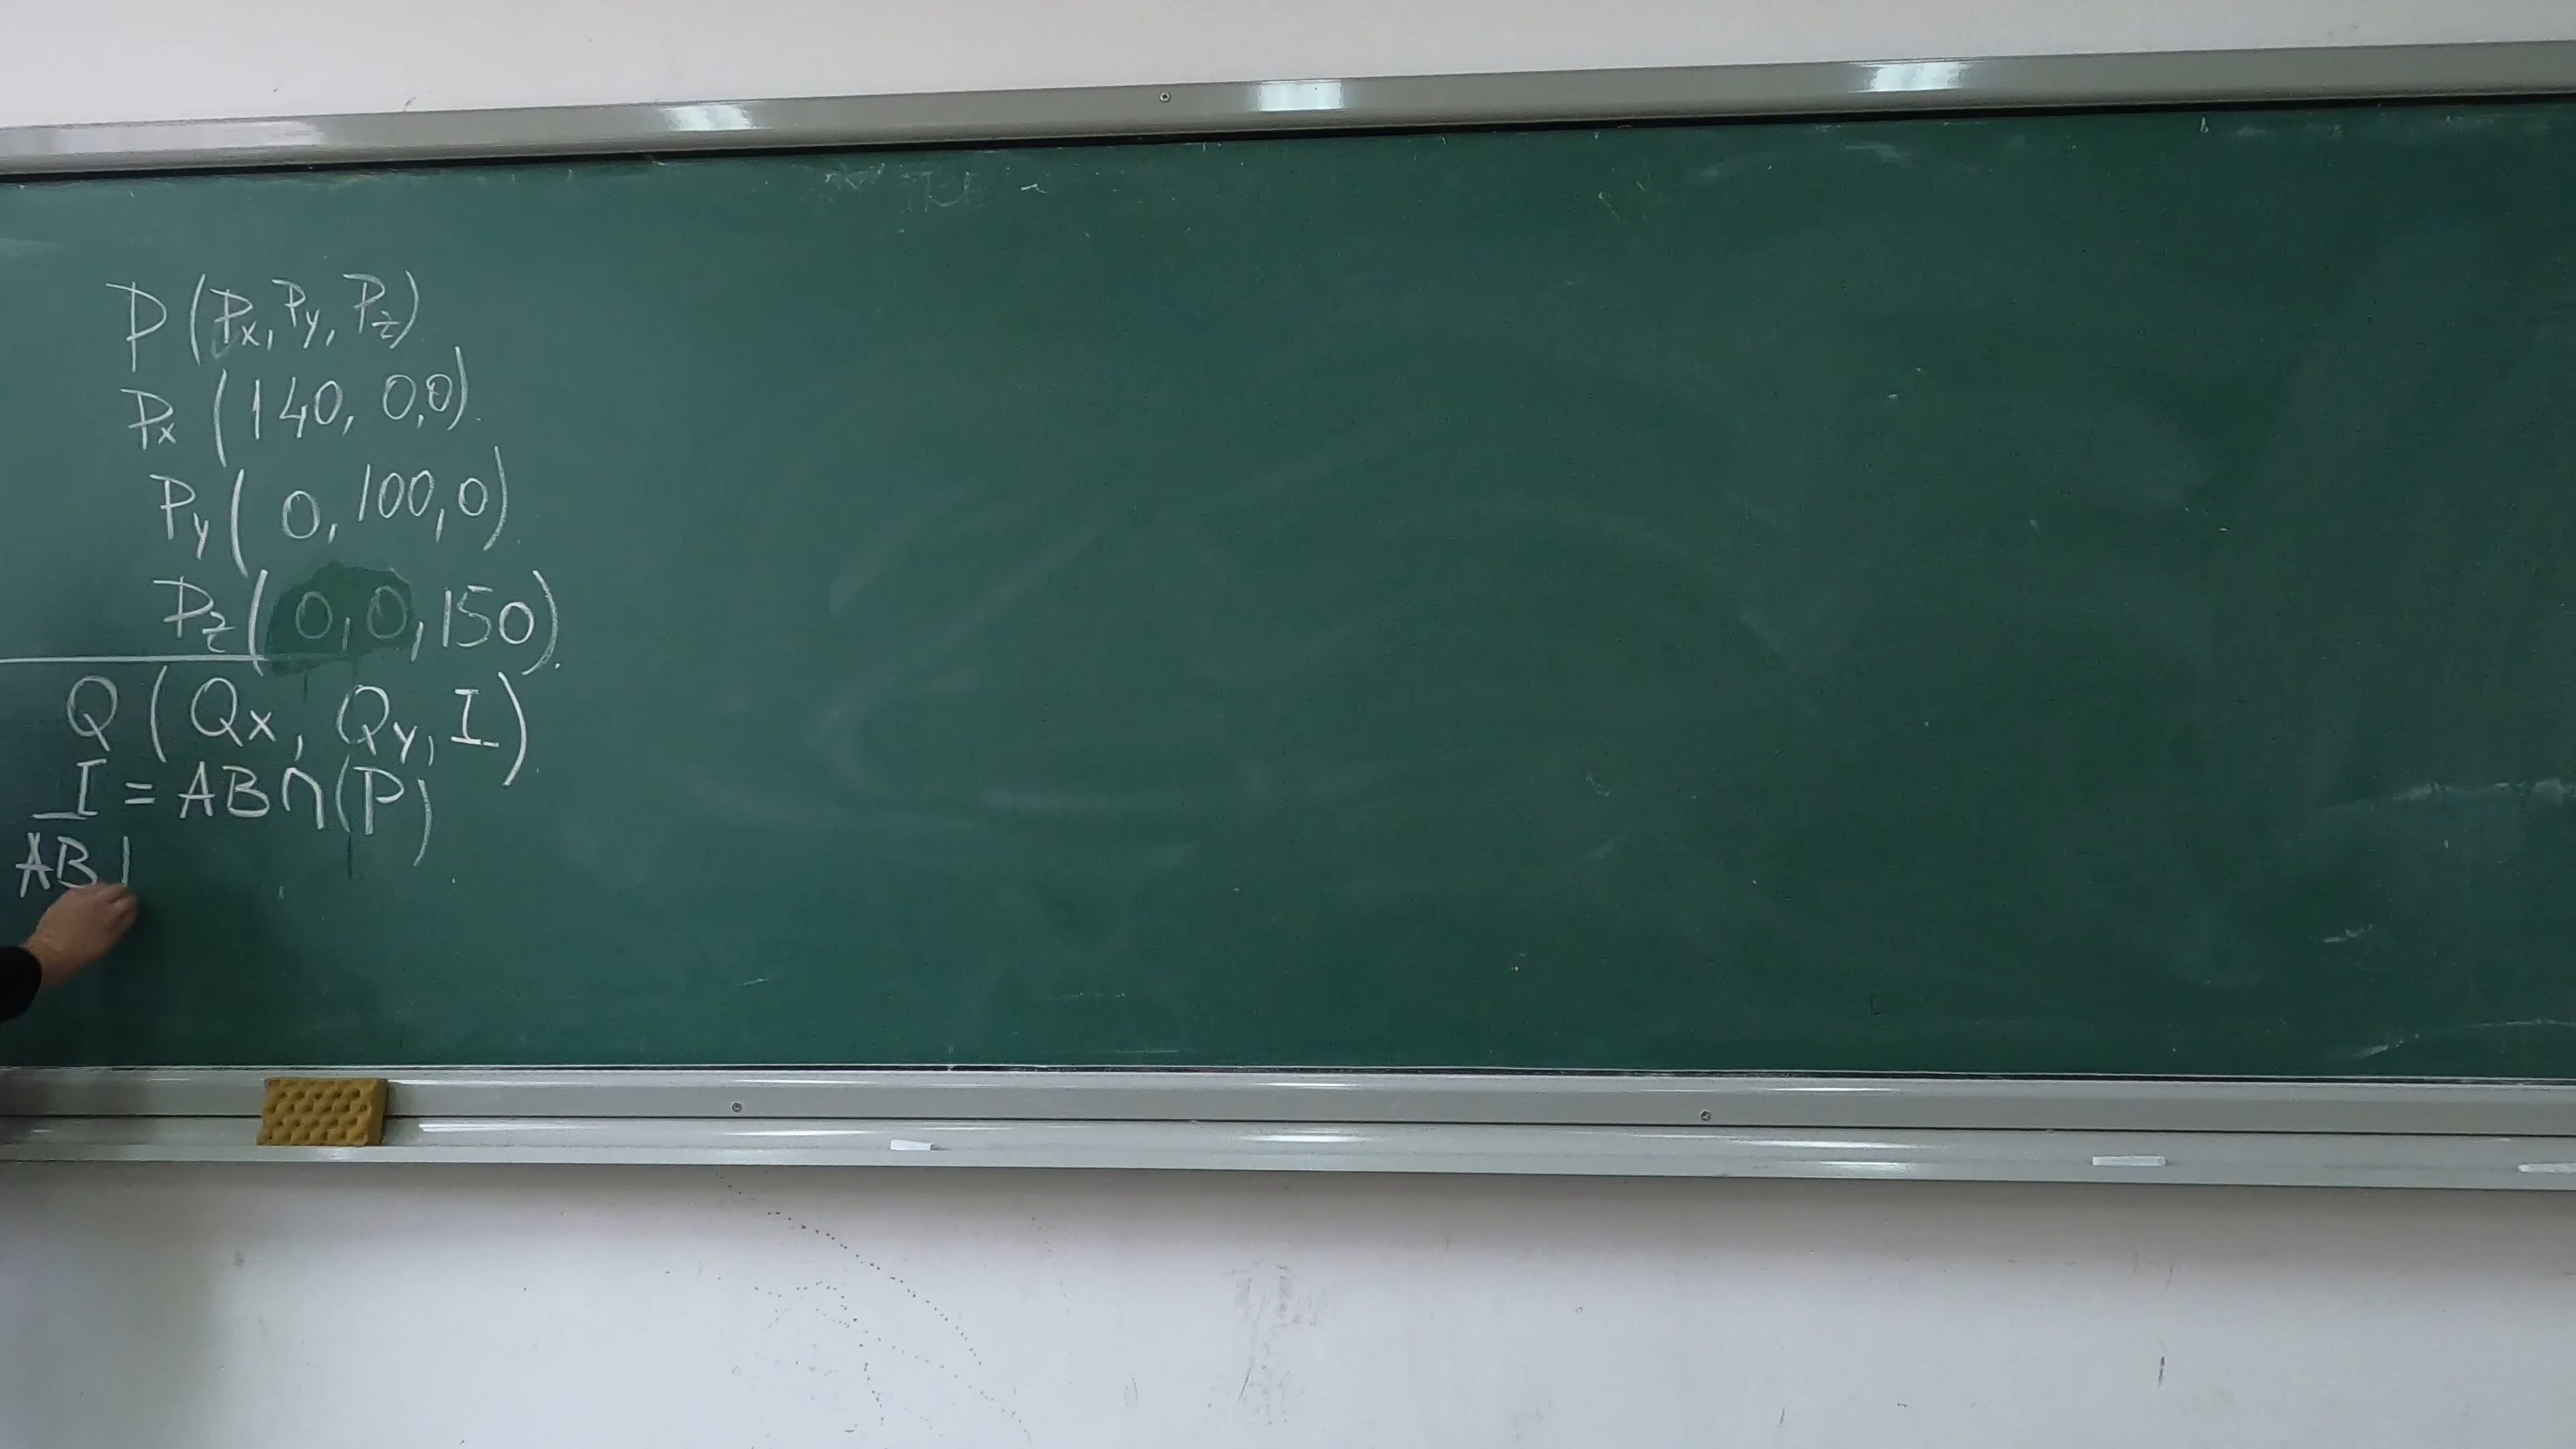 P (Px, Py, Pz)
Px (140, 0,0).
Py ( 0, 100,0).
Pz ( 0,0,150).
Q ( Qx, Qy, I ).
I = AB∩(P)
AB